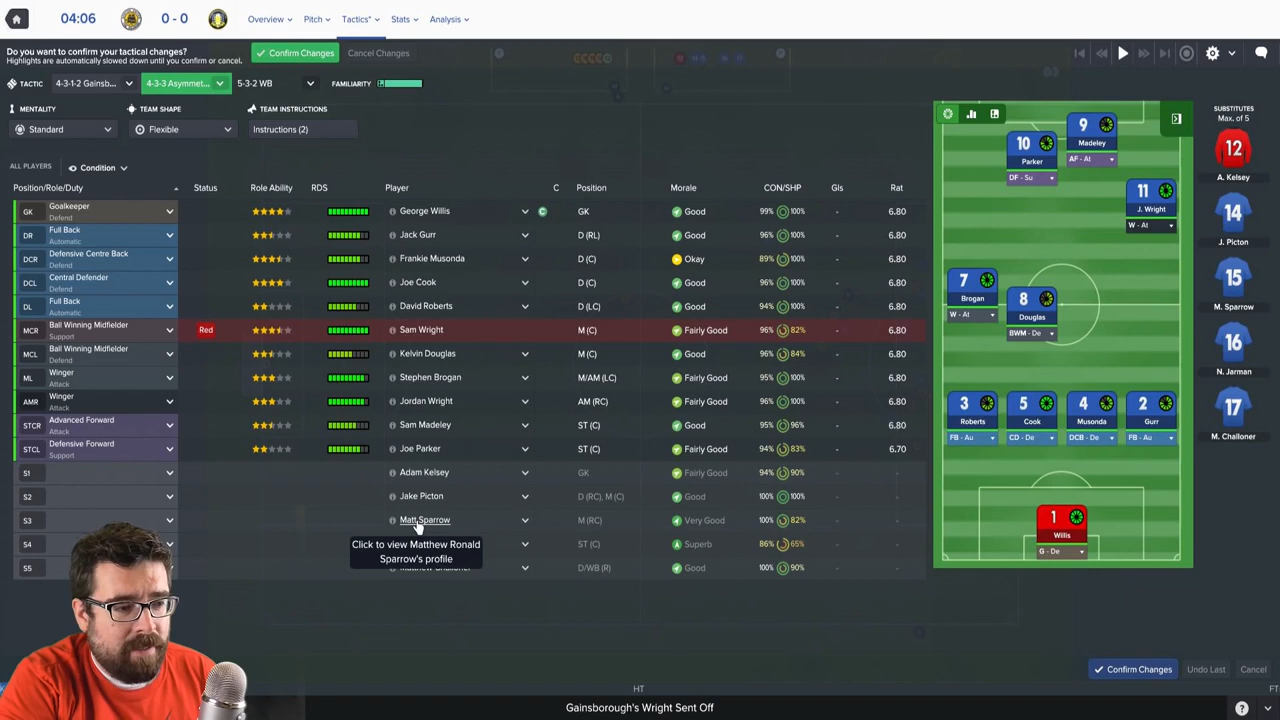 04:06
0 - 0
Overview
Pitch
Tactics*
Stats
Analysis
Do you want to confirm your tactical changes?
Highlights are automatically slowed down until you confirm or cancel.
Confirm Changes
Cancel Changes
TACTIC
4-3-1-2 Gainsb...
4-3-3 Asymmet...
5-3-2 WB
FAMILIARITY
MENTALITY
TEAM SHAPE
TEAM INSTRUCTIONS
Standard
Flexible
Instructions (2)
ALL PLAYERS
Condition
Position/Role/Duty
Status
Role Ability
RDS
Player
C
Position
Morale
CON/SHP
Gls
Rat
GK Goalkeeper Defend George Willis C GK Good 99% 100% - 6.80
DR Full Back Automatic Jack Gurr D (RL) Good 96% 100% - 6.80
DCR Defensive Centre Back Defend Frankie Musonda D (C) Okay 89% 100% - 6.80
DCL Central Defender Defend Joe Cook D (C) Good 96% 100% - 6.80
DL Full Back Automatic David Roberts D (LC) Good 94% 100% - 6.80
MCR Ball Winning Midfielder Support Red Sam Wright M (C) Fairly Good 96% 82% - 6.80
MCL Ball Winning Midfielder Defend Kelvin Douglas M (C) Good 96% 84% - 6.80
ML Winger Attack Stephen Brogan M/AM (LC) Fairly Good 95% 100% - 6.80
AMR Winger Attack Jordan Wright AM (RC) Fairly Good 96% 100% - 6.80
STCR Advanced Forward Attack Sam Madeley ST (C) Good 95% 96% - 6.80
STCL Defensive Forward Support Joe Parker ST (C) Fairly Good 94% 83% - 6.70
S1 Adam Kelsey GK Fairly Good 94% 90% - -
S2 Jake Picton D (RC), M (C) Good 100% 100% - -
S3 Matt Sparrow M (RC) Very Good 100% 82% - -
S4 ST (C) Superb 86% 65% - -
S5 Matthew Challoner D/WB (R) Good 100% 90% - -
Click to view Matthew Ronald
Sparrow's profile
9
Madeley
AF - At
10
Parker
DF - Su
11
J. Wright
W - At
7
Brogan
W - At
8
Douglas
BWM - De
3
Roberts
FB - Au
5
Cook
CD - De
4
Musonda
DCB - De
2
Gurr
FB - Au
1
Willis
G - De
SUBSTITUTES
Max. of 5
12
A. Kelsey
14
J. Picton
15
M. Sparrow
16
N. Jarman
17
M. Challoner
Confirm Changes
Undo Last
Cancel
HT
FT
Gainsborough's Wright Sent Off